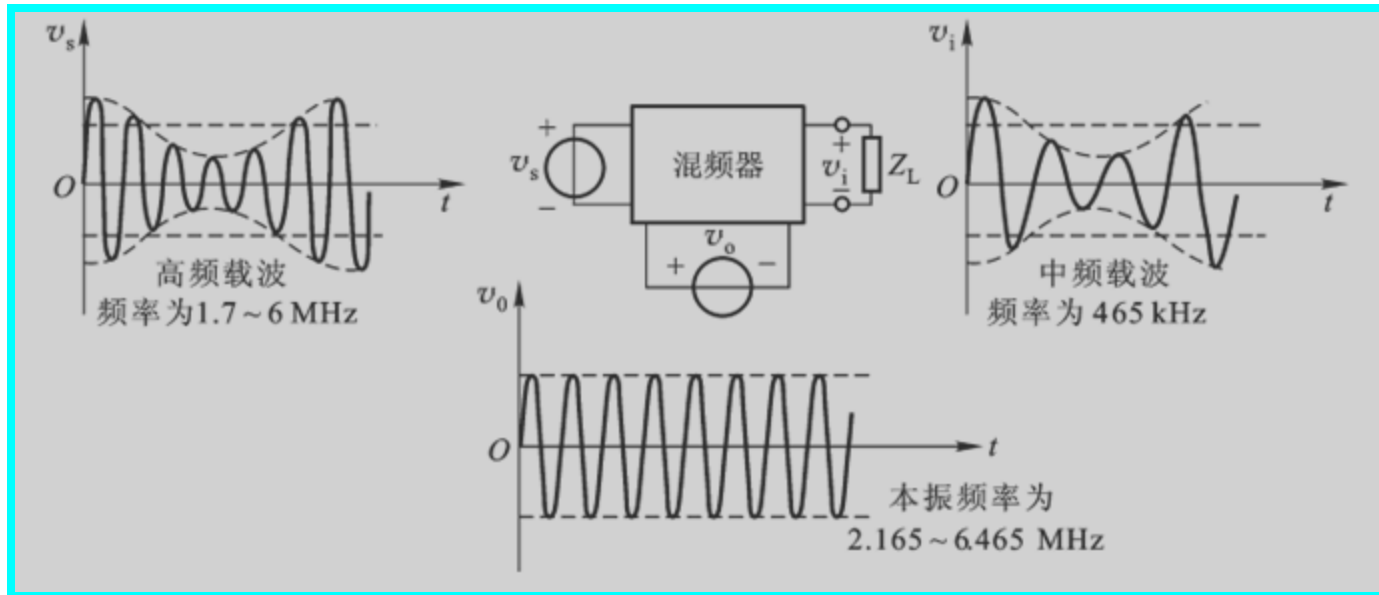 v_s
O
t
高频载波
频率为1.7~6 MHz
+
v_s
−
混频器
+
v_i
−
Z_L
v_o
+
−
v_i
O
t
中频载波
频率为 465 kHz
v_0
O
t
本振频率为
2.165~6.465 MHz